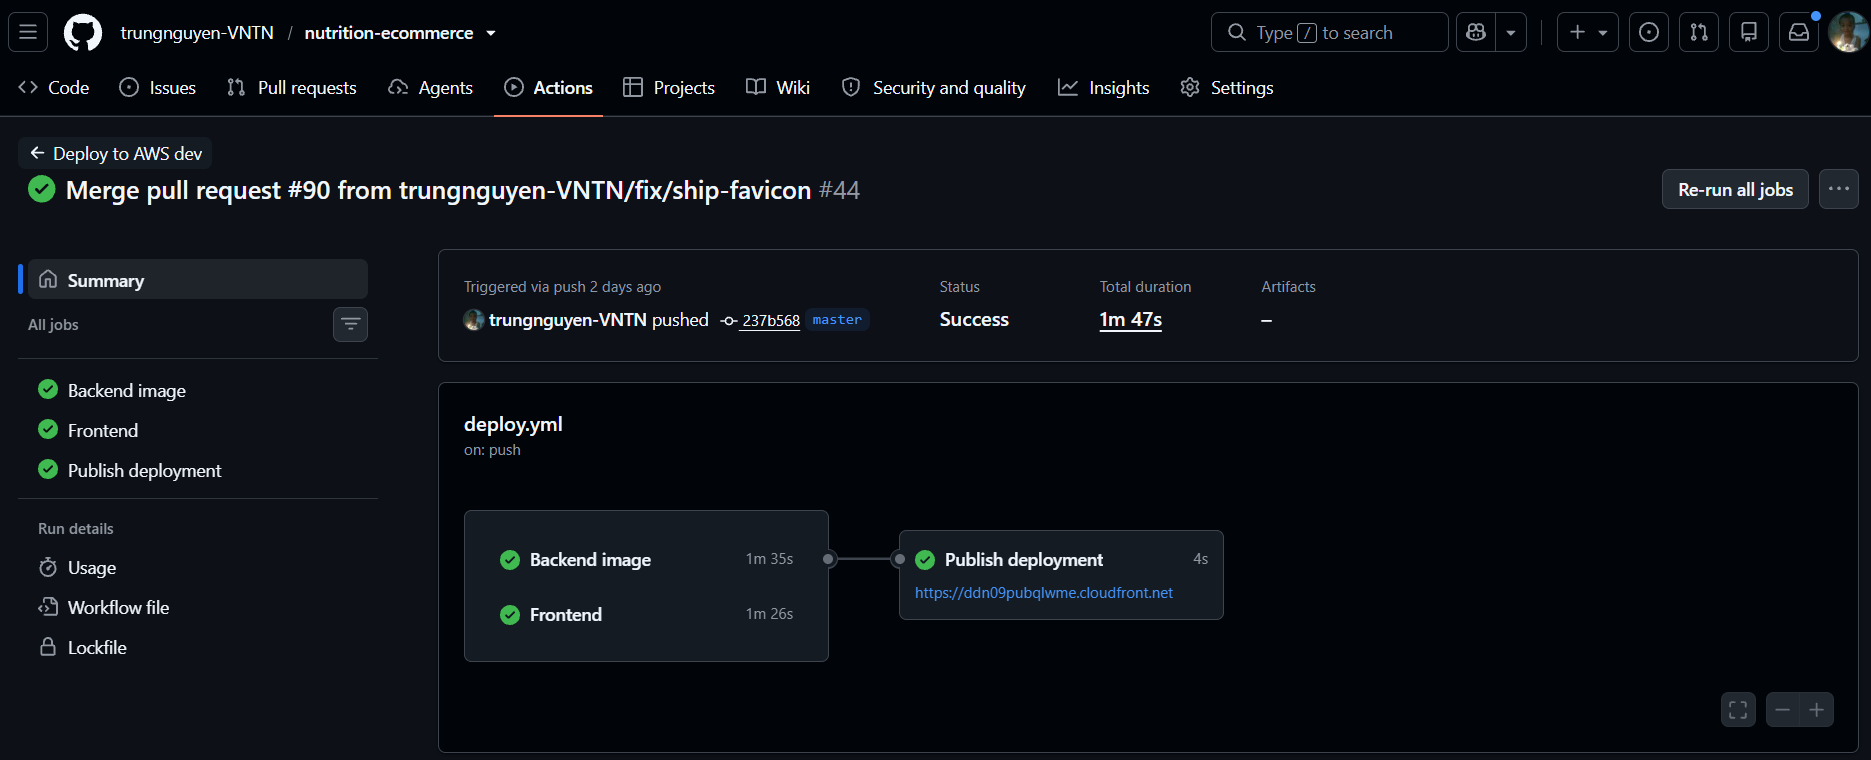 trungnguyen-VNTN / nutrition-ecommerce
Type / to search
Code Issues Pull requests Agents Actions Projects Wiki Security and quality Insights Settings
Deploy to AWS dev
Merge pull request #90 from trungnguyen-VNTN/fix/ship-favicon #44
Re-run all jobs
Summary
All jobs
Backend image
Frontend
Publish deployment
Run details
Usage
Workflow file
Lockfile
Triggered via push 2 days ago
trungnguyen-VNTN pushed 237b568 master
Status
Success
Total duration
1m 47s
Artifacts
–
deploy.yml
on: push
Backend image 1m 35s
Frontend 1m 26s
Publish deployment 4s
https://ddn09pubqlwme.cloudfront.net